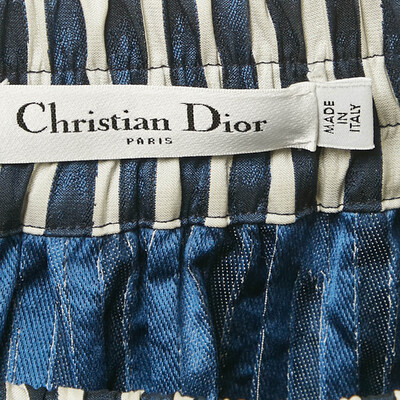 Christian Dior
PARIS
MADE
IN
ITALY